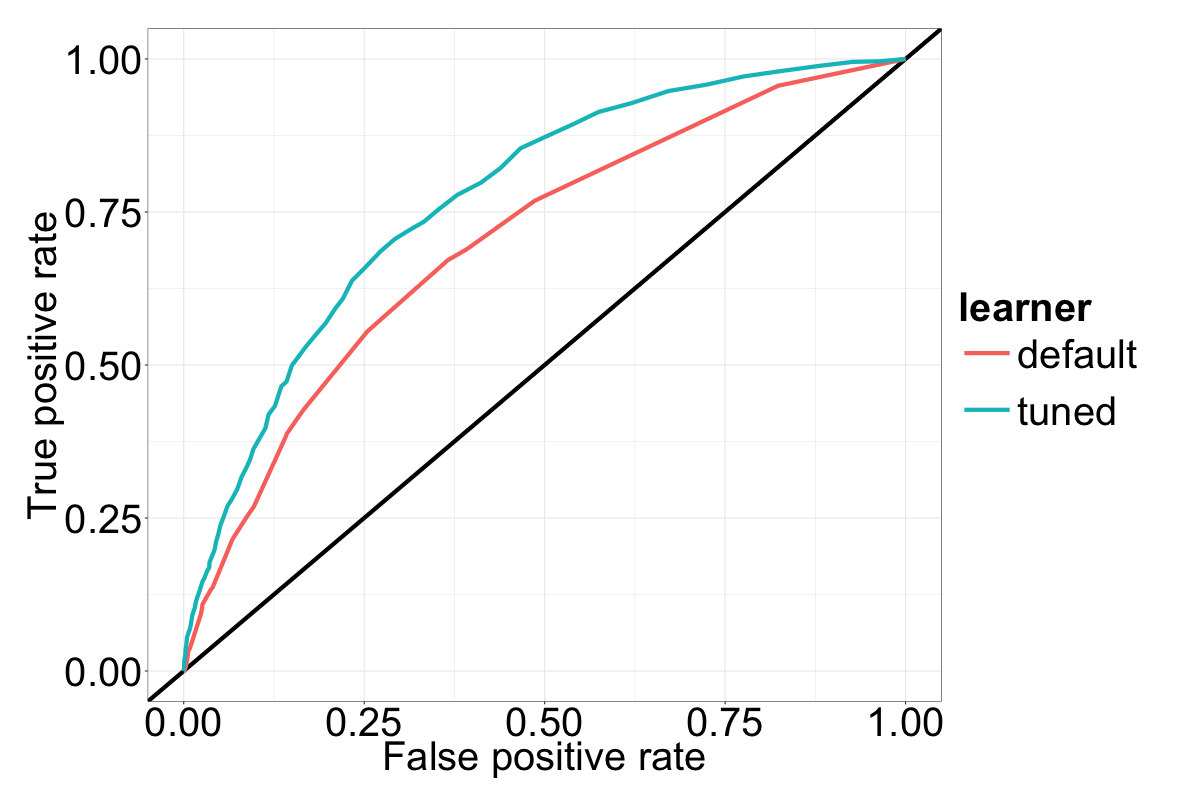 True positive rate
1.00
0.75
0.50
0.25
0.00
0.00 0.25 0.50 0.75 1.00
False positive rate
learner
default
tuned